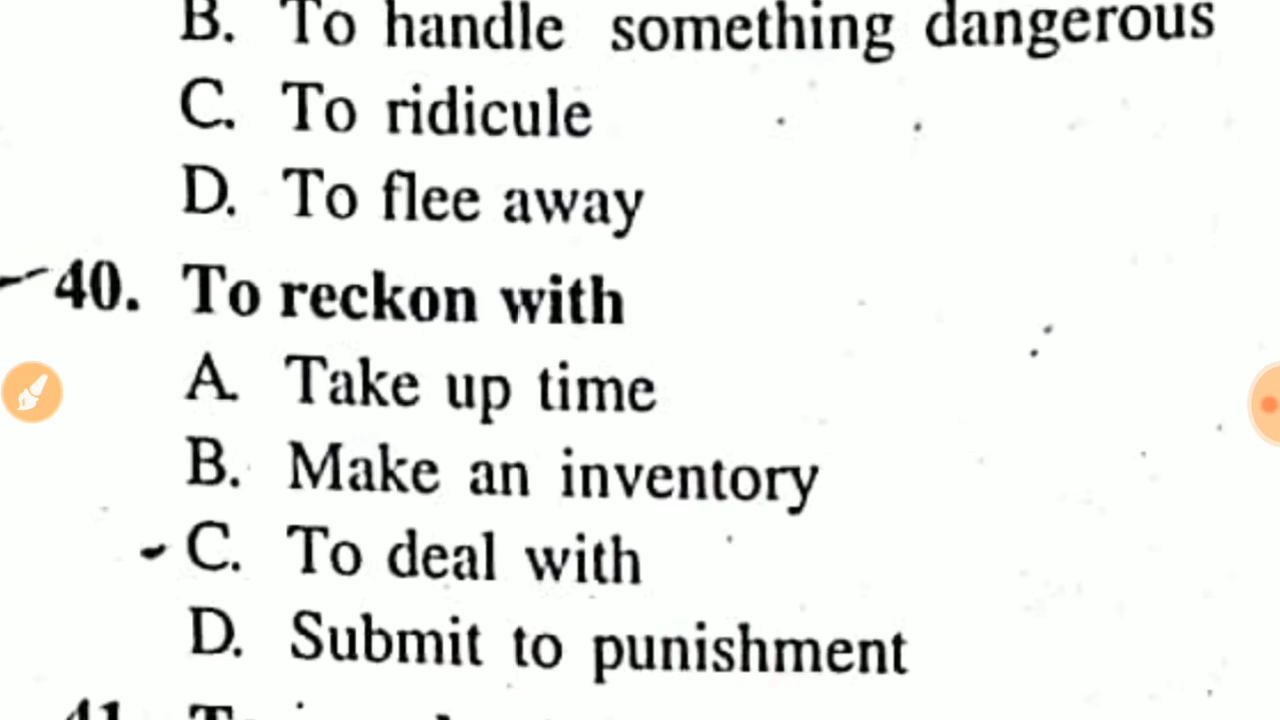 B. To handle something dangerous
C. To ridicule
D. To flee away
40. To reckon with
A. Take up time
B. Make an inventory
C. To deal with
D. Submit to punishment
41.